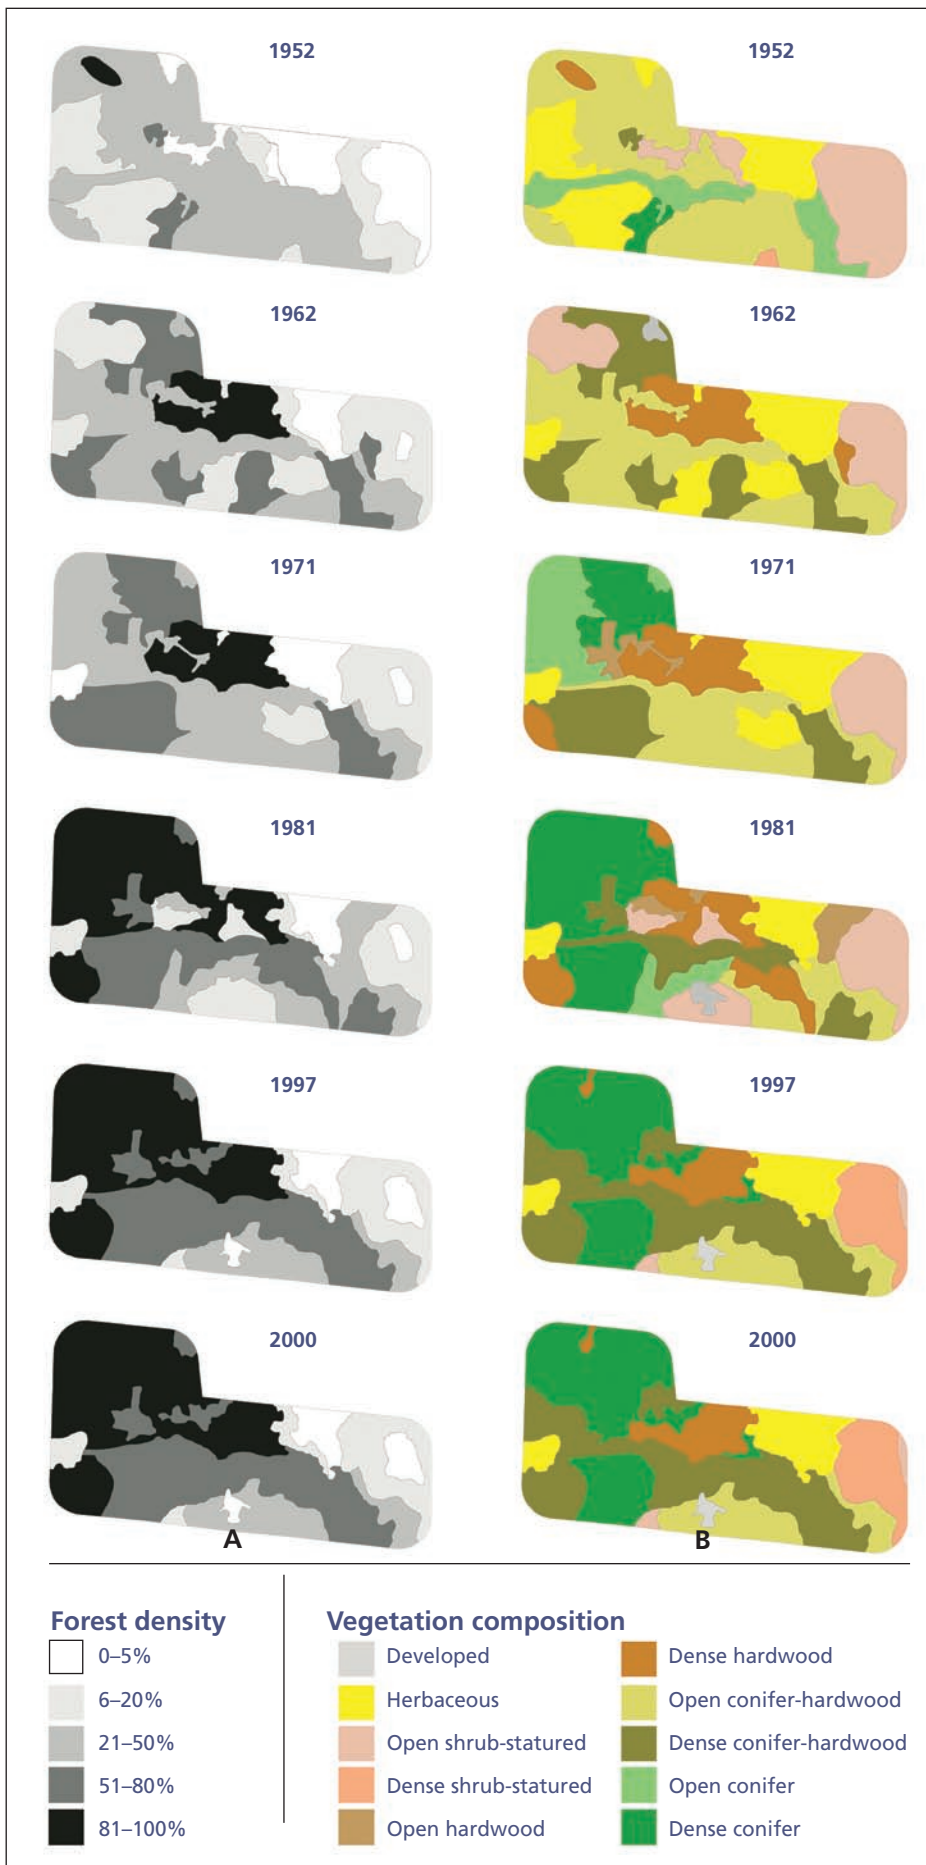 1952
1952
1962
1962
1971
1971
1981
1981
1997
1997
2000
2000
A
B
Forest density
0–5%
6–20%
21–50%
51–80%
81–100%
Vegetation composition
Developed
Herbaceous
Open shrub-statured
Dense shrub-statured
Open hardwood
Dense hardwood
Open conifer-hardwood
Dense conifer-hardwood
Open conifer
Dense conifer